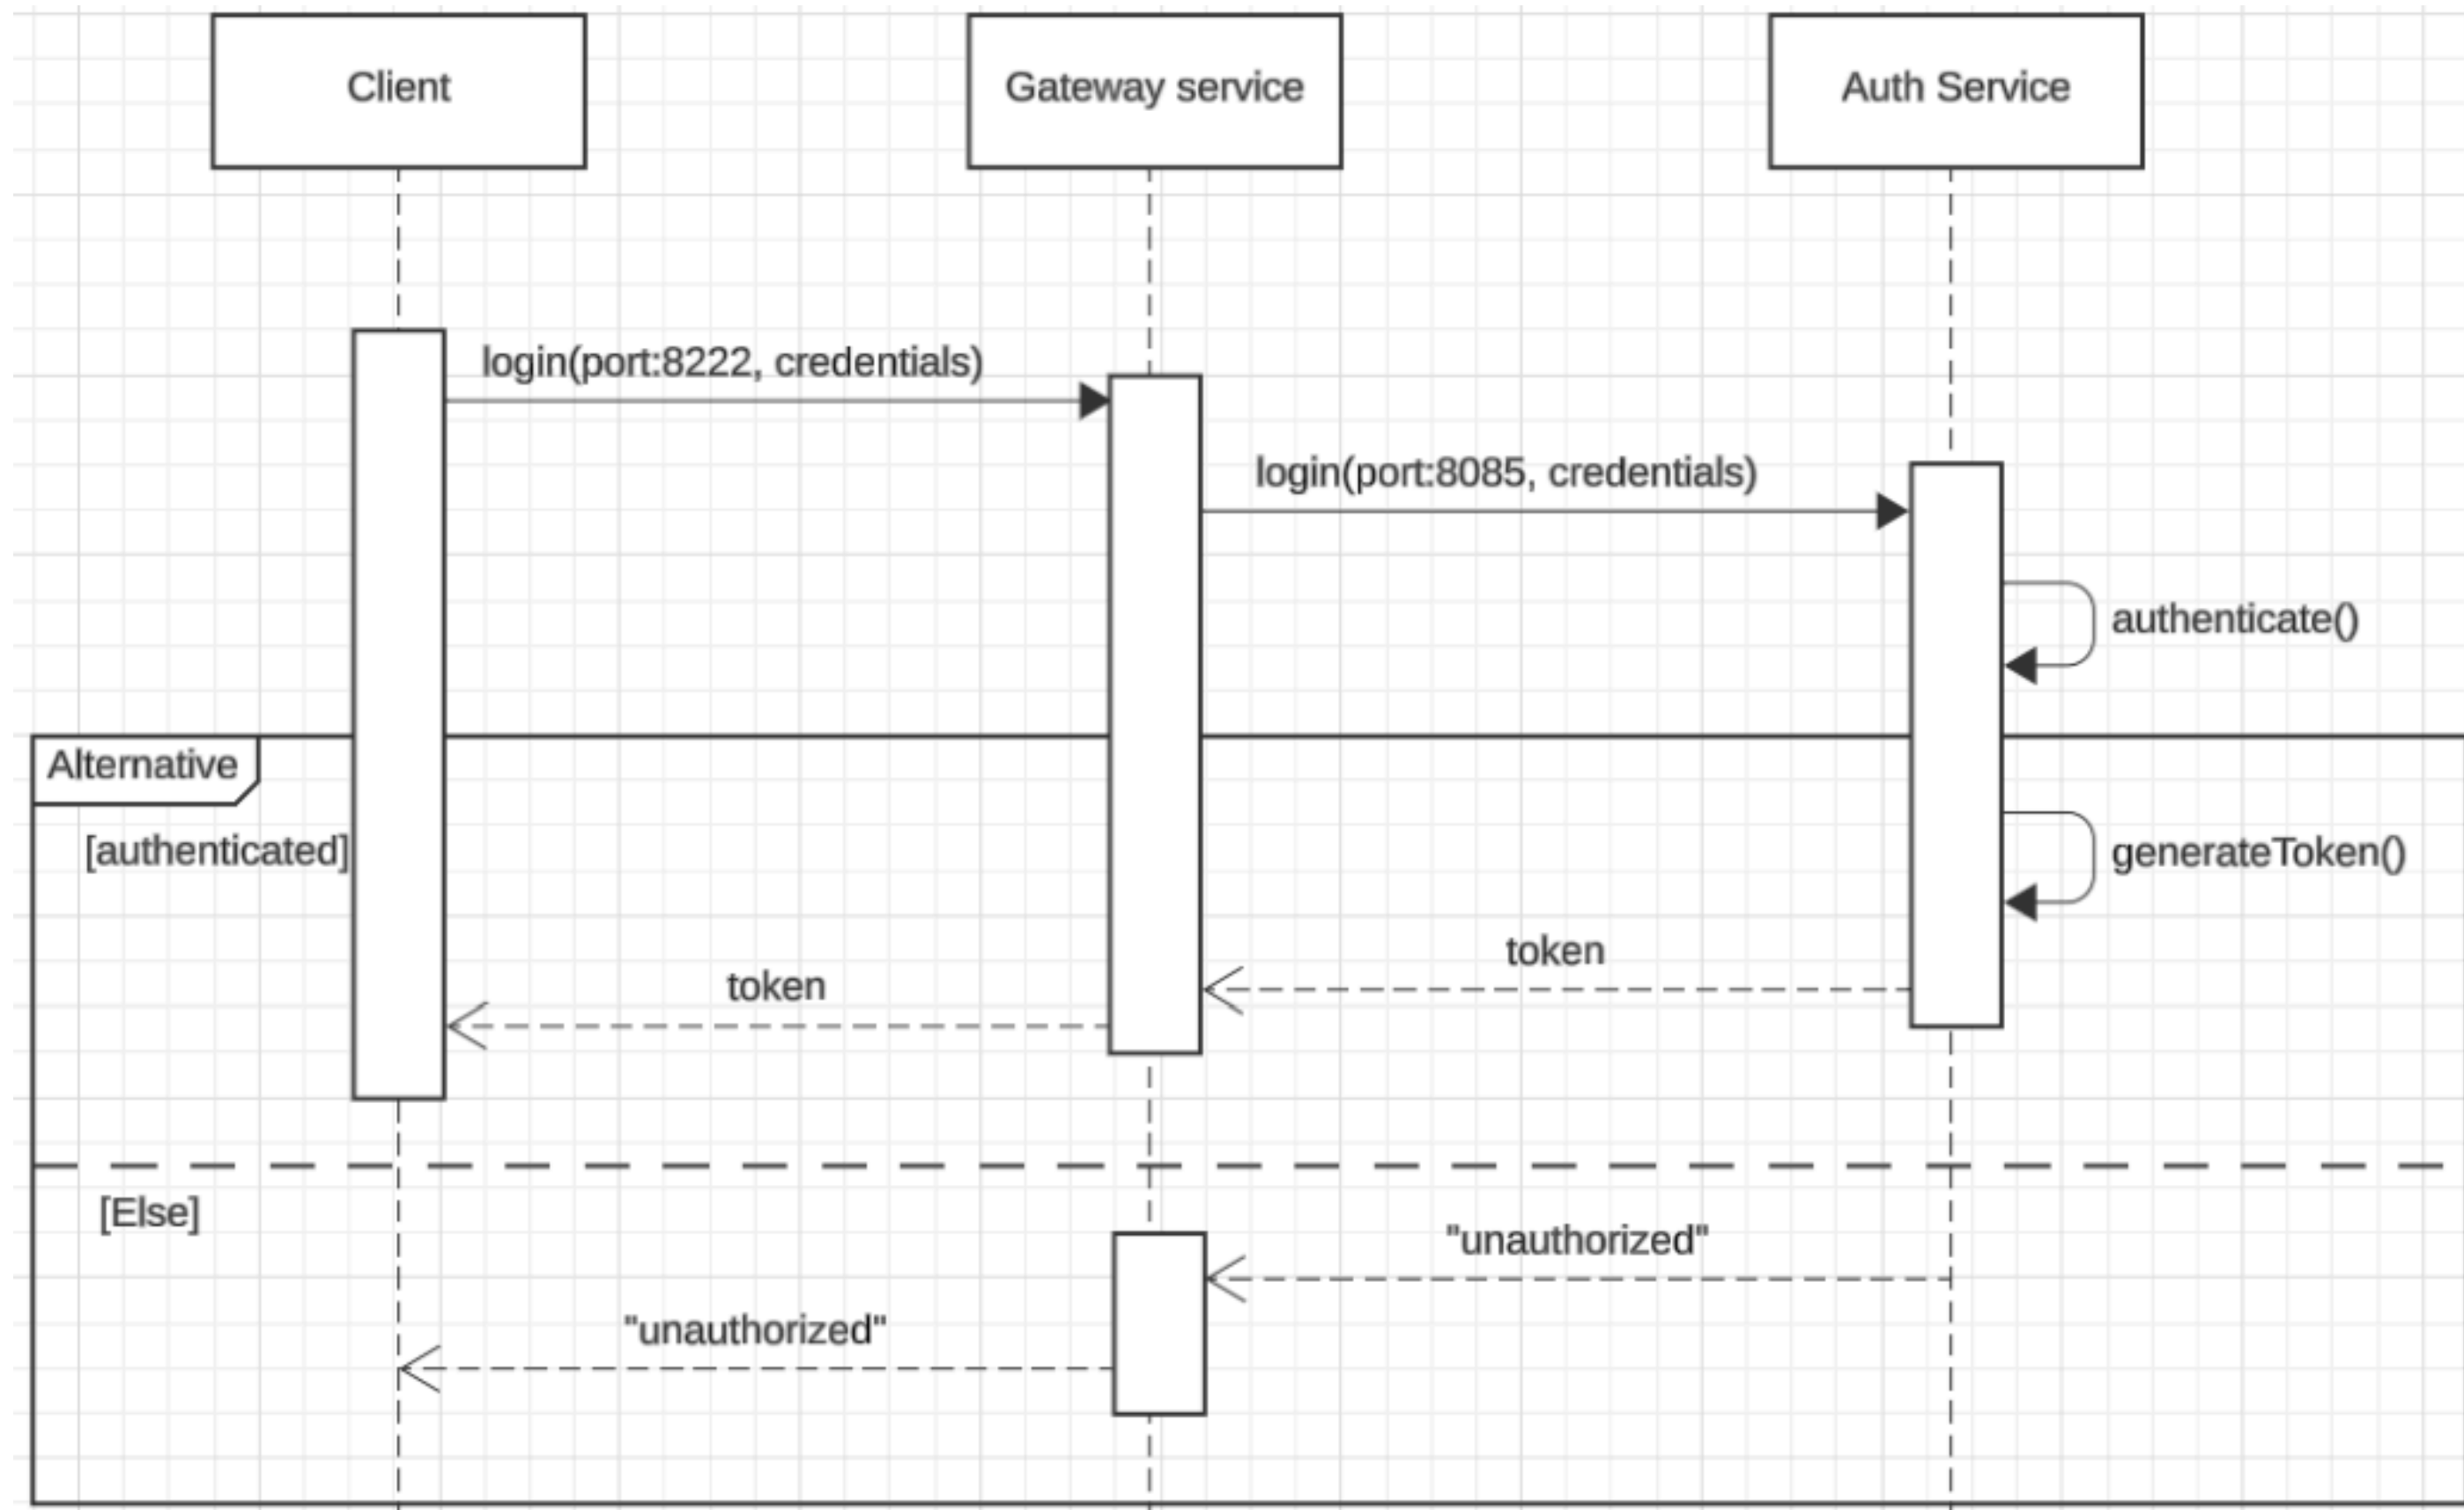 Client
Gateway service
Auth Service
login(port:8222, credentials)
login(port:8085, credentials)
authenticate()
Alternative
[authenticated]
generateToken()
token
token
[Else]
"unauthorized"
"unauthorized"